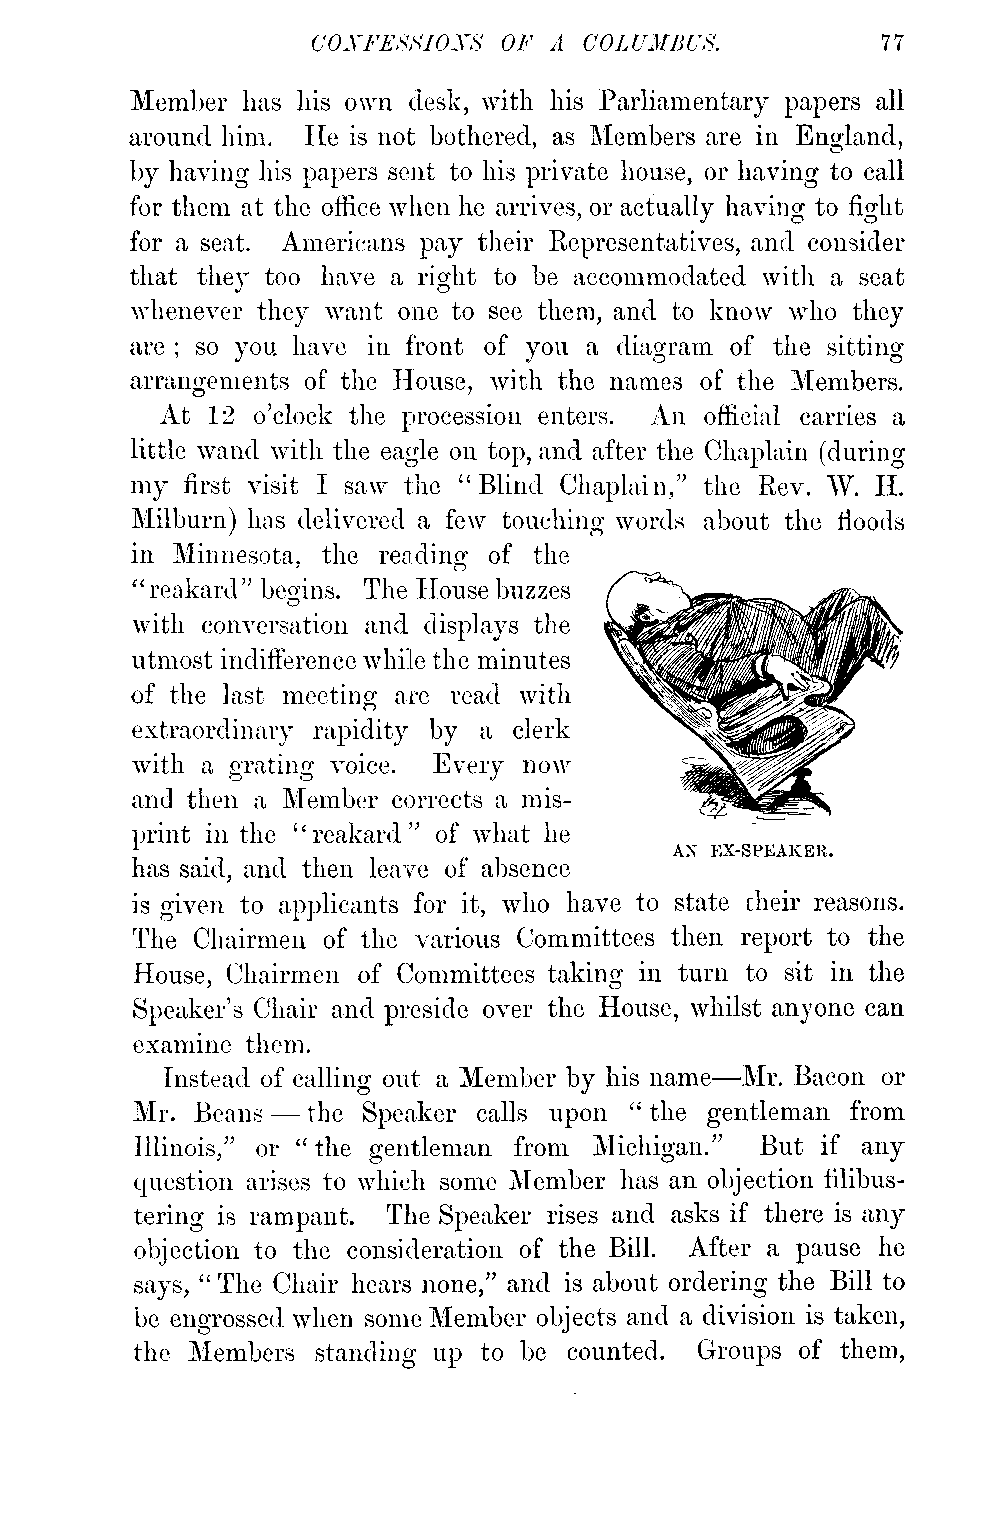 CONFESSIONS OF A COLUMBUS. 77
Member has his own desk, with his Parliamentary papers all
around him. He is not bothered, as Members are in England,
by having his papers sent to his private house, or having to call
for them at the office when he arrives, or actually having to fight
for a seat. Americans pay their Representatives, and consider
that they too have a right to be accommodated with a seat
whenever they want one to see them, and to know who they
are ; so you have in front of you a diagram of the sitting
arrangements of the House, with the names of the Members.
At 12 o'clock the procession enters. An official carries a
little wand with the eagle on top, and after the Chaplain (during
my first visit I saw the “Blind Chaplain,” the Rev. W. H.
Milburn) has delivered a few touching words about the floods
in Minnesota, the reading of the
“reakard” begins. The House buzzes
with conversation and displays the
utmost indifference while the minutes
of the last meeting are read with
extraordinary rapidity by a clerk
with a grating voice. Every now
and then a Member corrects a mis-
print in the “reakard” of what he
has said, and then leave of absence
AN EX-SPEAKER.
is given to applicants for it, who have to state their reasons.
The Chairmen of the various Committees then report to the
House, Chairmen of Committees taking in turn to sit in the
Speaker's Chair and preside over the House, whilst anyone can
examine them.
Instead of calling out a Member by his name—Mr. Bacon or
Mr. Beans — the Speaker calls upon “the gentleman from
Illinois,” or “the gentleman from Michigan.” But if any
question arises to which some Member has an objection filibus-
tering is rampant. The Speaker rises and asks if there is any
objection to the consideration of the Bill. After a pause he
says, “The Chair hears none,” and is about ordering the Bill to
be engrossed when some Member objects and a division is taken,
the Members standing up to be counted. Groups of them,